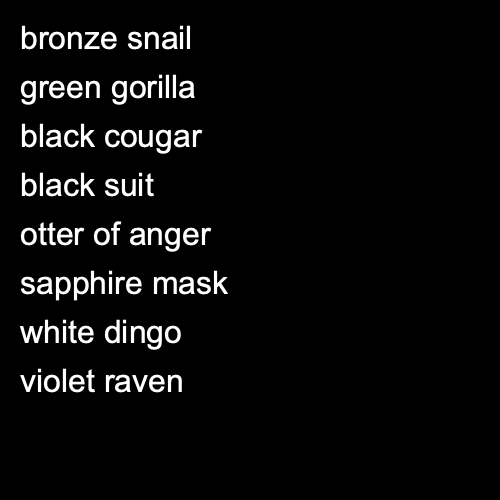 bronze snail
green gorilla
black cougar
black suit
otter of anger
sapphire mask
white dingo
violet raven